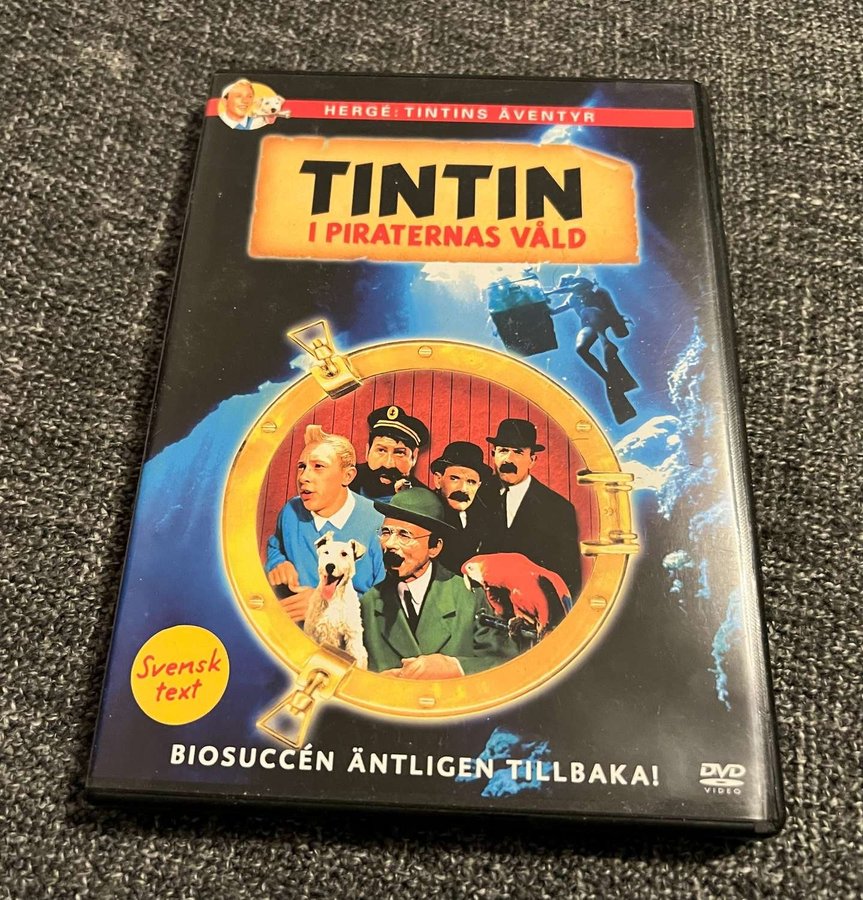 HERGÉ: TINTINS ÄVENTYR
TINTIN
I PIRATERNAS VÅLD
Svensk
text
BIOSUCCÉN ÄNTLIGEN TILLBAKA!
DVD
VIDEO